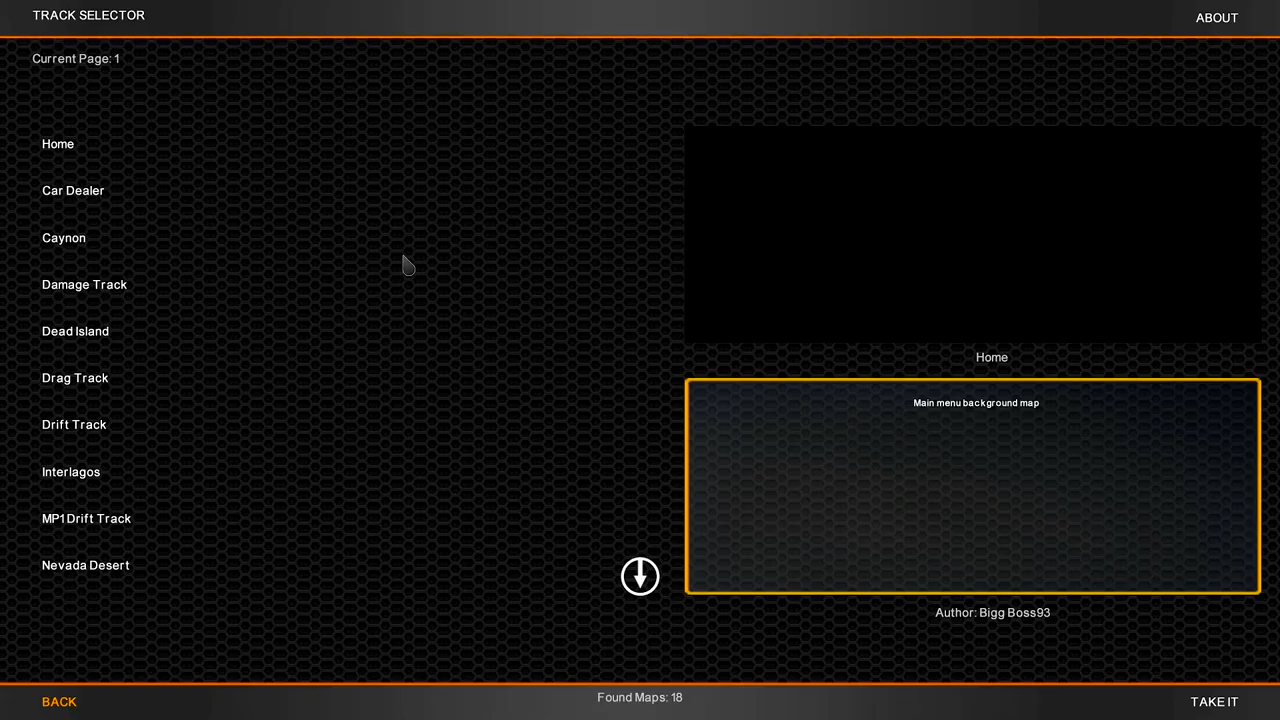 TRACK SELECTOR
ABOUT
Current Page: 1
Home
Car Dealer
Caynon
Damage Track
Dead Island
Drag Track
Drift Track
Interlagos
MP1 Drift Track
Nevada Desert
Home
Main menu background map
Author: Bigg Boss93
BACK
Found Maps: 18
TAKE IT